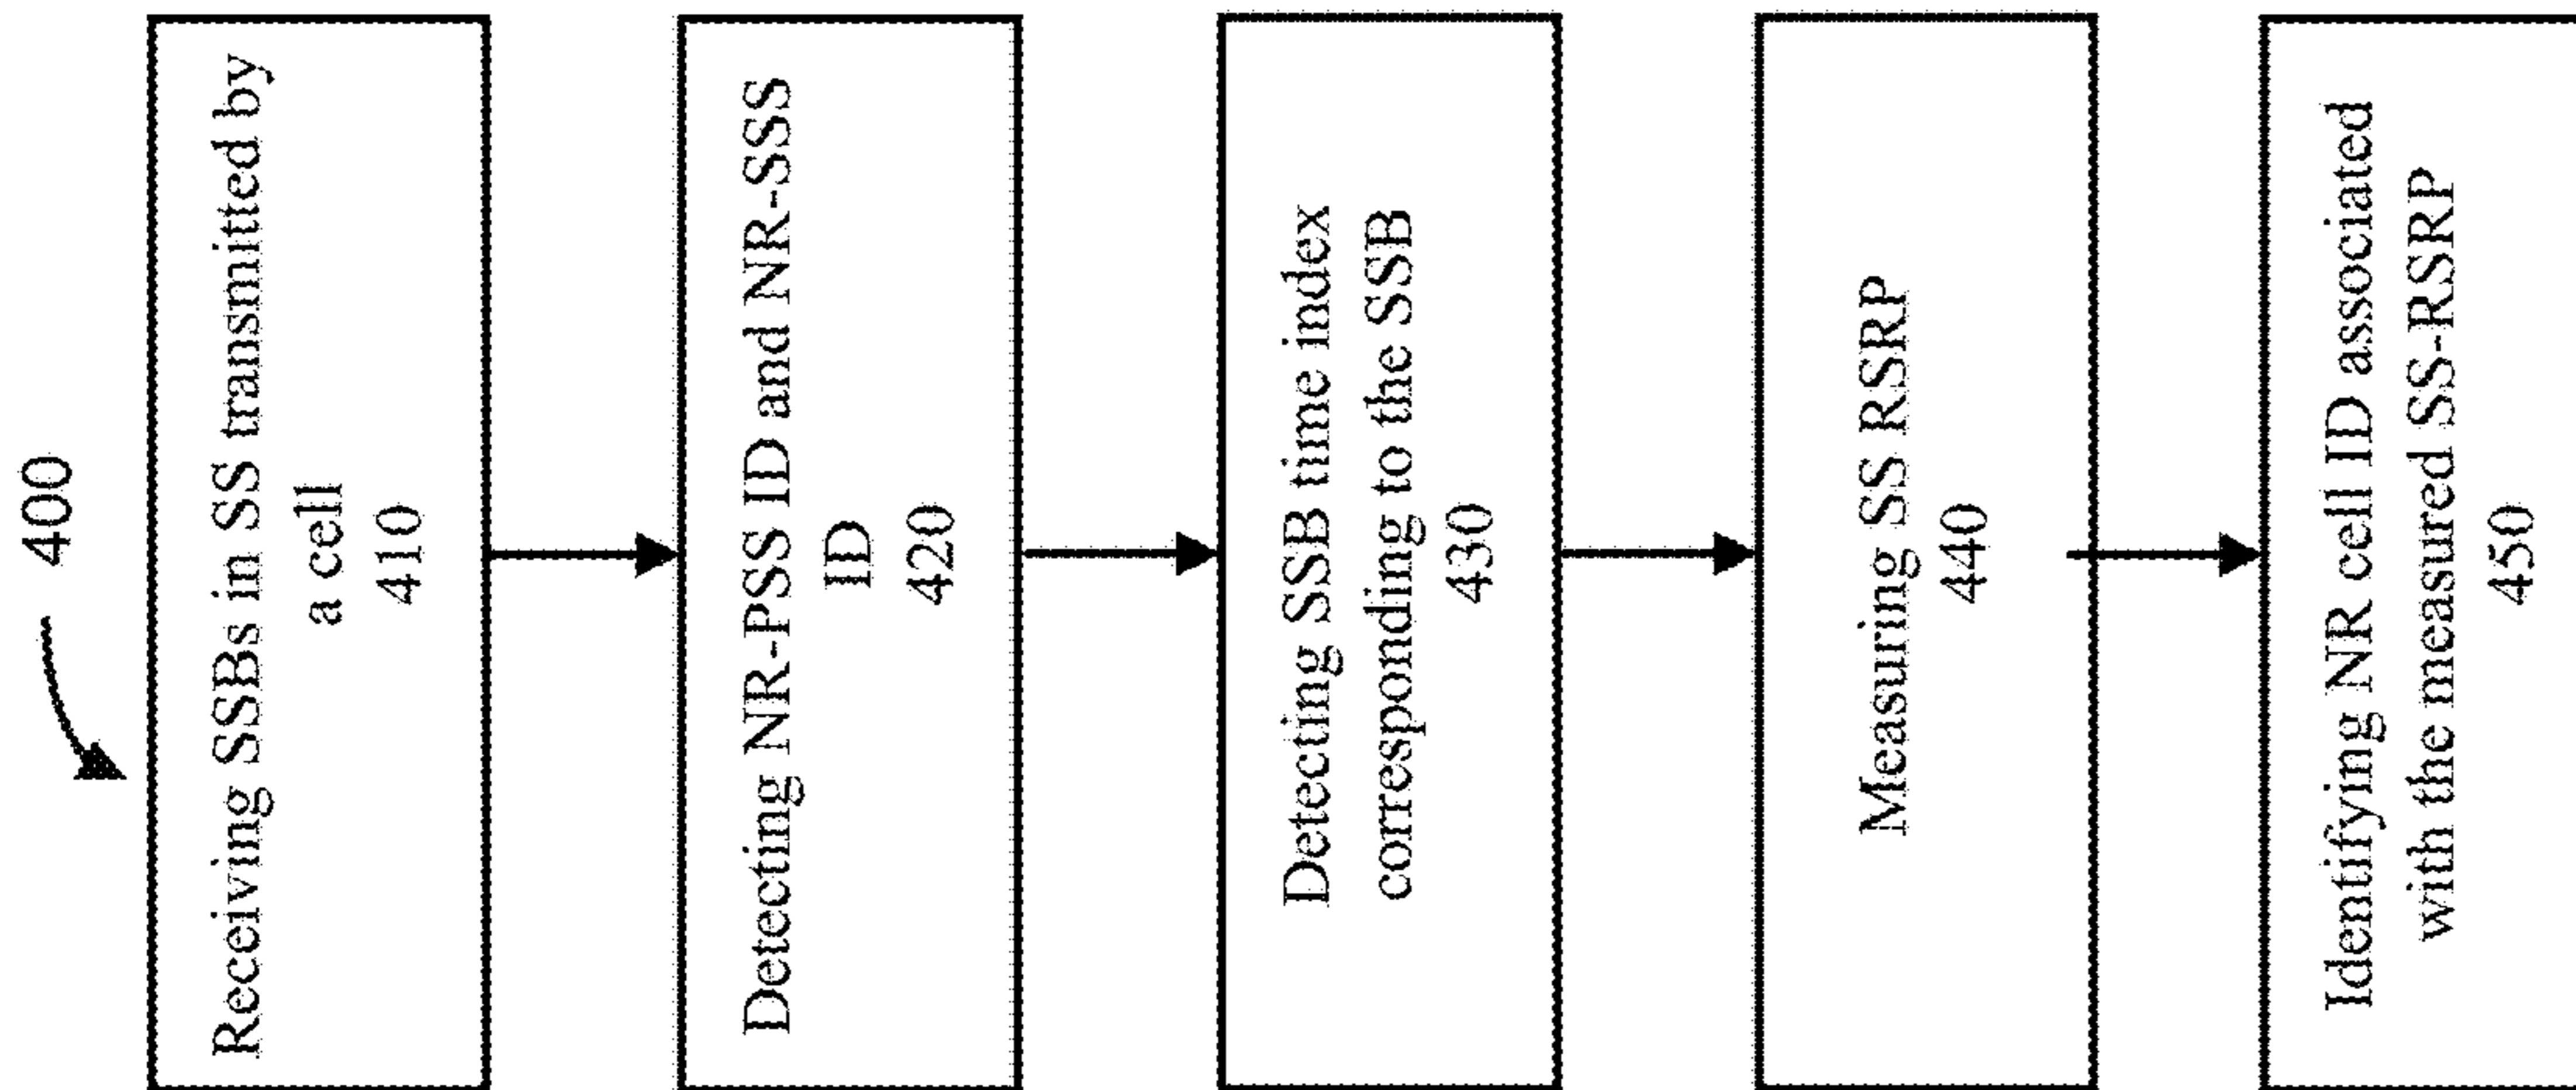 400
Receiving SSBs in SS transmitted by
a cell
410
Detecting NR-PSS ID and NR-SSS
ID
420
Detecting SSB time index
corresponding to the SSB
430
Measuring SS RSRP
440
Identifying NR cell ID associated
with the measured SS-RSRP
450